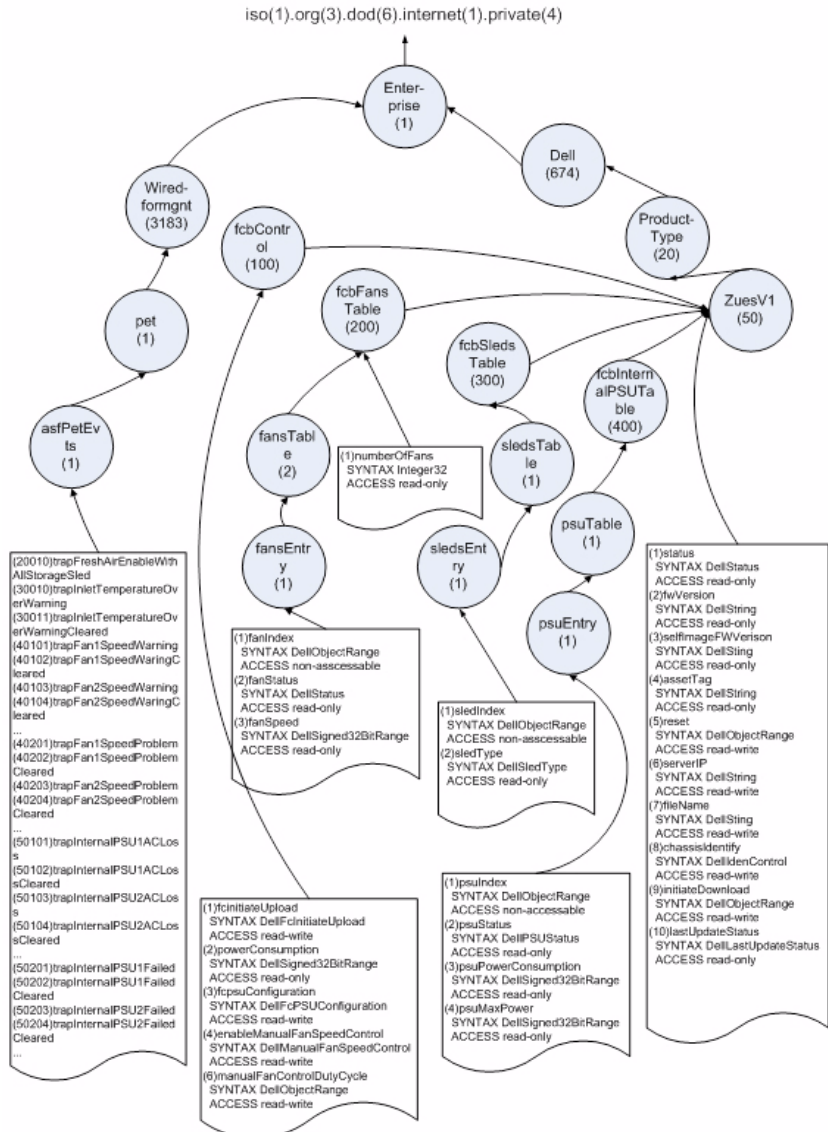 iso(1).org(3).dod(6).internet(1).private(4)
Enter-
prise
(1)
Dell
(674)
Wired-
formgnt
(3183)
Product-
Type
(20)
fcbContr
ol
(100)
fcbFans
Table
(200)
ZuesV1
(50)
pet
(1)
fcbSleds
Table
(300)
fcbIntern
alPSUTa
ble
(400)
asfPetEv
ts
(1)
fansTabl
e
(2)
(1)numberOfFans
SYNTAX Integer32
ACCESS read-only
sledsTa
ble
(1)
psuTable
(1)
fansEntr
y
(1)
sledsEnt
ry
(1)
psuEntry
(1)
(20010)trapFreshAirEnableWith
AllStorageSled
(30010)trapInletTemperatureOv
erWarning
(30011)trapInletTemperatureOv
erWarningCleared
(40101)trapFan1SpeedWarning
(40102)trapFan1SpeedWaringC
leared
(40103)trapFan2SpeedWarning
(40104)trapFan2SpeedWaringC
leared
...
(40201)trapFan1SpeedProblem
(40202)trapFan1SpeedProblem
Cleared
(40203)trapFan2SpeedProblem
(40204)trapFan2SpeedProblem
Cleared
...
(50101)trapInternalPSU1ACLos
s
(50102)trapInternalPSU1ACLo
ssCleared
(50103)trapInternalPSU2ACLos
s
(50104)trapInternalPSU2ACLo
ssCleared
...
(50201)trapInternalPSU1Failed
(50202)trapInternalPSU1Failed
Cleared
(50203)trapInternalPSU2Failed
(50204)trapInternalPSU2Failed
Cleared
...
(1)fanIndex
SYNTAX DellObjectRange
ACCESS non-asscessable
(2)fanStatus
SYNTAX DellStatus
ACCESS read-only
(3)fanSpeed
SYNTAX DellSigned32BitRange
ACCESS read-only
(1)sledIndex
SYNTAX DellObjectRange
ACCESS non-asscessable
(2)sledType
SYNTAX DellSledType
ACCESS read-only
(1)status
SYNTAX DellStatus
ACCESS read-only
(2)fwVersion
SYNTAX DellString
ACCESS read-only
(3)selfImageFWVerison
SYNTAX DellSting
ACCESS read-only
(4)assetTag
SYNTAX DellString
ACCESS read-only
(5)reset
SYNTAX DellObjectRange
ACCESS read-write
(6)serverIP
SYNTAX DellString
ACCESS read-write
(7)fileName
SYNTAX DellSting
ACCESS read-write
(8)chassisIdentify
SYNTAX DellIdenControl
ACCESS read-write
(9)initiateDownload
SYNTAX DellObjectRange
ACCESS read-write
(10)lastUpdateStatus
SYNTAX DellLastUpdateStatus
ACCESS read-only
(1)fcinitiateUpload
SYNTAX DellFcInitiateUpload
ACCESS read-write
(2)powerConsumption
SYNTAX DellSigned32BitRange
ACCESS read-only
(3)fcpsuConfiguration
SYNTAX DellFcPSUConfiguration
ACCESS read-write
(4)enableManualFanSpeedControl
SYNTAX DellManualFanSpeedControl
ACCESS read-write
(6)manualFanControlDutyCycle
SYNTAX DellObjectRange
ACCESS read-write
(1)psuIndex
SYNTAX DellObjectRange
ACCESS non-accessable
(2)psuStatus
SYNTAX DellPSUStatus
ACCESS read-only
(3)psuPowerConsumption
SYNTAX DellSigned32BitRange
ACCESS read-only
(4)psuMaxPower
SYNTAX DellSigned32BitRange
ACCESS read-only